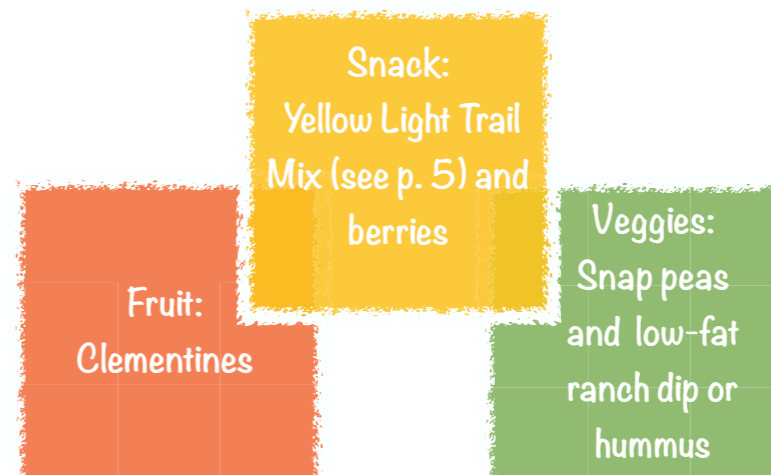 Snack:
Yellow Light Trail
Mix (see p. 5) and
berries
Fruit:
Clementines
Veggies:
Snap peas
and low-fat
ranch dip or
hummus